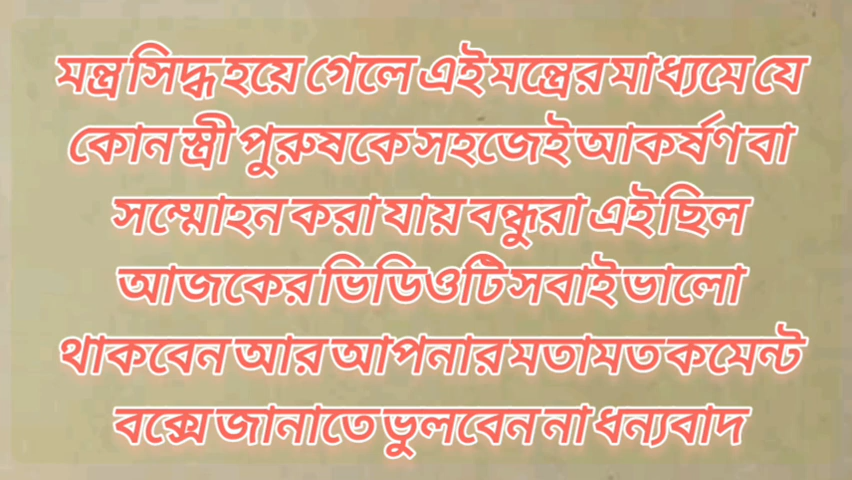 মন্ত্র সিদ্ধ হয়ে গেলে এই মন্ত্রের মাধ্যমে যে
কোন স্ত্রী পুরুষকে সহজেই আকর্ষণ বা
সম্মোহন করা যায় বন্ধুরা এই ছিল
আজকের ভিডিওটি সবাই ভালো
থাকবেন আর আপনার মতামত কমেন্ট
বক্সে জানাতে ভুলবেন না ধন্যবাদ